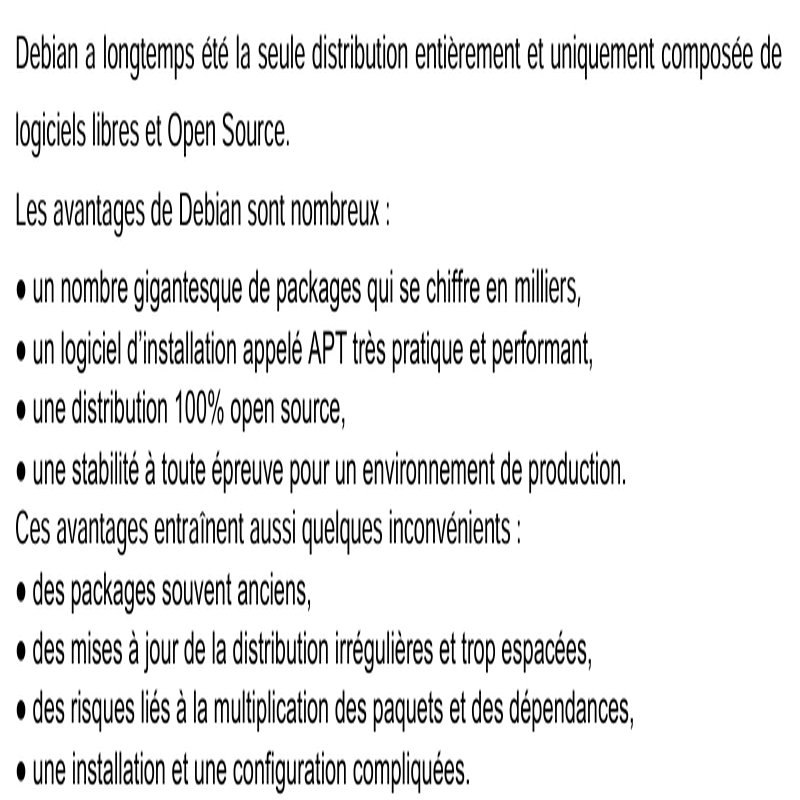 Debian a longtemps été la seule distribution entièrement et uniquement composée de
logiciels libres et Open Source.
Les avantages de Debian sont nombreux :
● un nombre gigantesque de packages qui se chiffre en milliers,
● un logiciel d’installation appelé APT très pratique et performant,
● une distribution 100% open source,
● une stabilité à toute épreuve pour un environnement de production.
Ces avantages entraînent aussi quelques inconvénients :
● des packages souvent anciens,
● des mises à jour de la distribution irrégulières et trop espacées,
● des risques liés à la multiplication des paquets et des dépendances,
● une installation et une configuration compliquées.